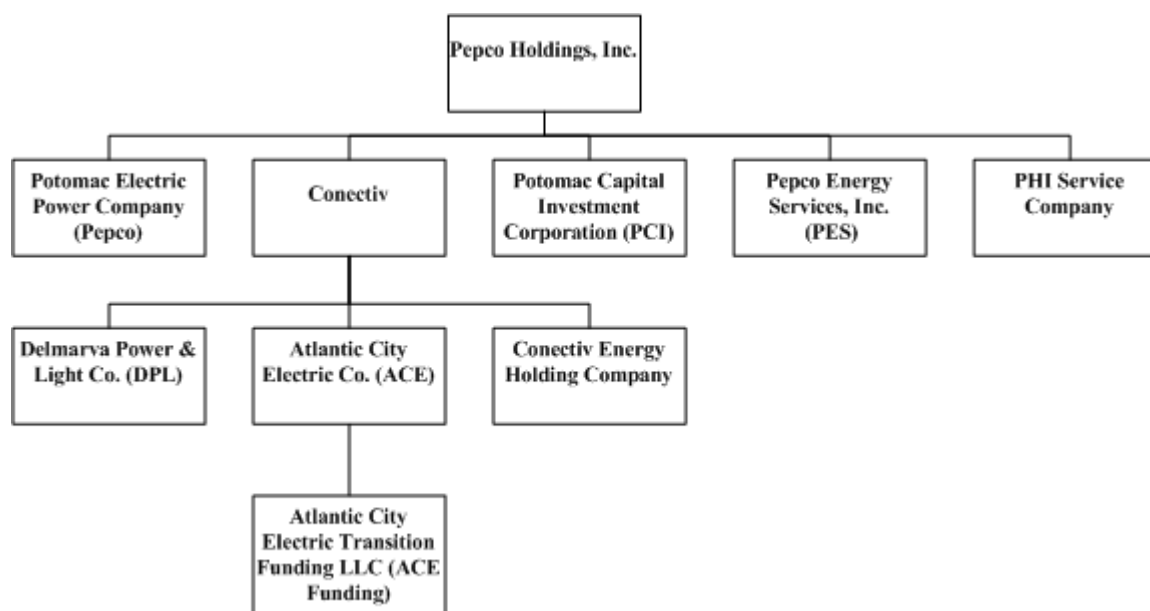 Pepco Holdings, Inc.
Potomac Electric
Power Company
(Pepco)
Conectiv
Potomac Capital
Investment
Corporation (PCI)
Pepco Energy
Services, Inc.
(PES)
PHI Service
Company
Delmarva Power &
Light Co. (DPL)
Atlantic City
Electric Co. (ACE)
Conectiv Energy
Holding Company
Atlantic City
Electric Transition
Funding LLC (ACE
Funding)